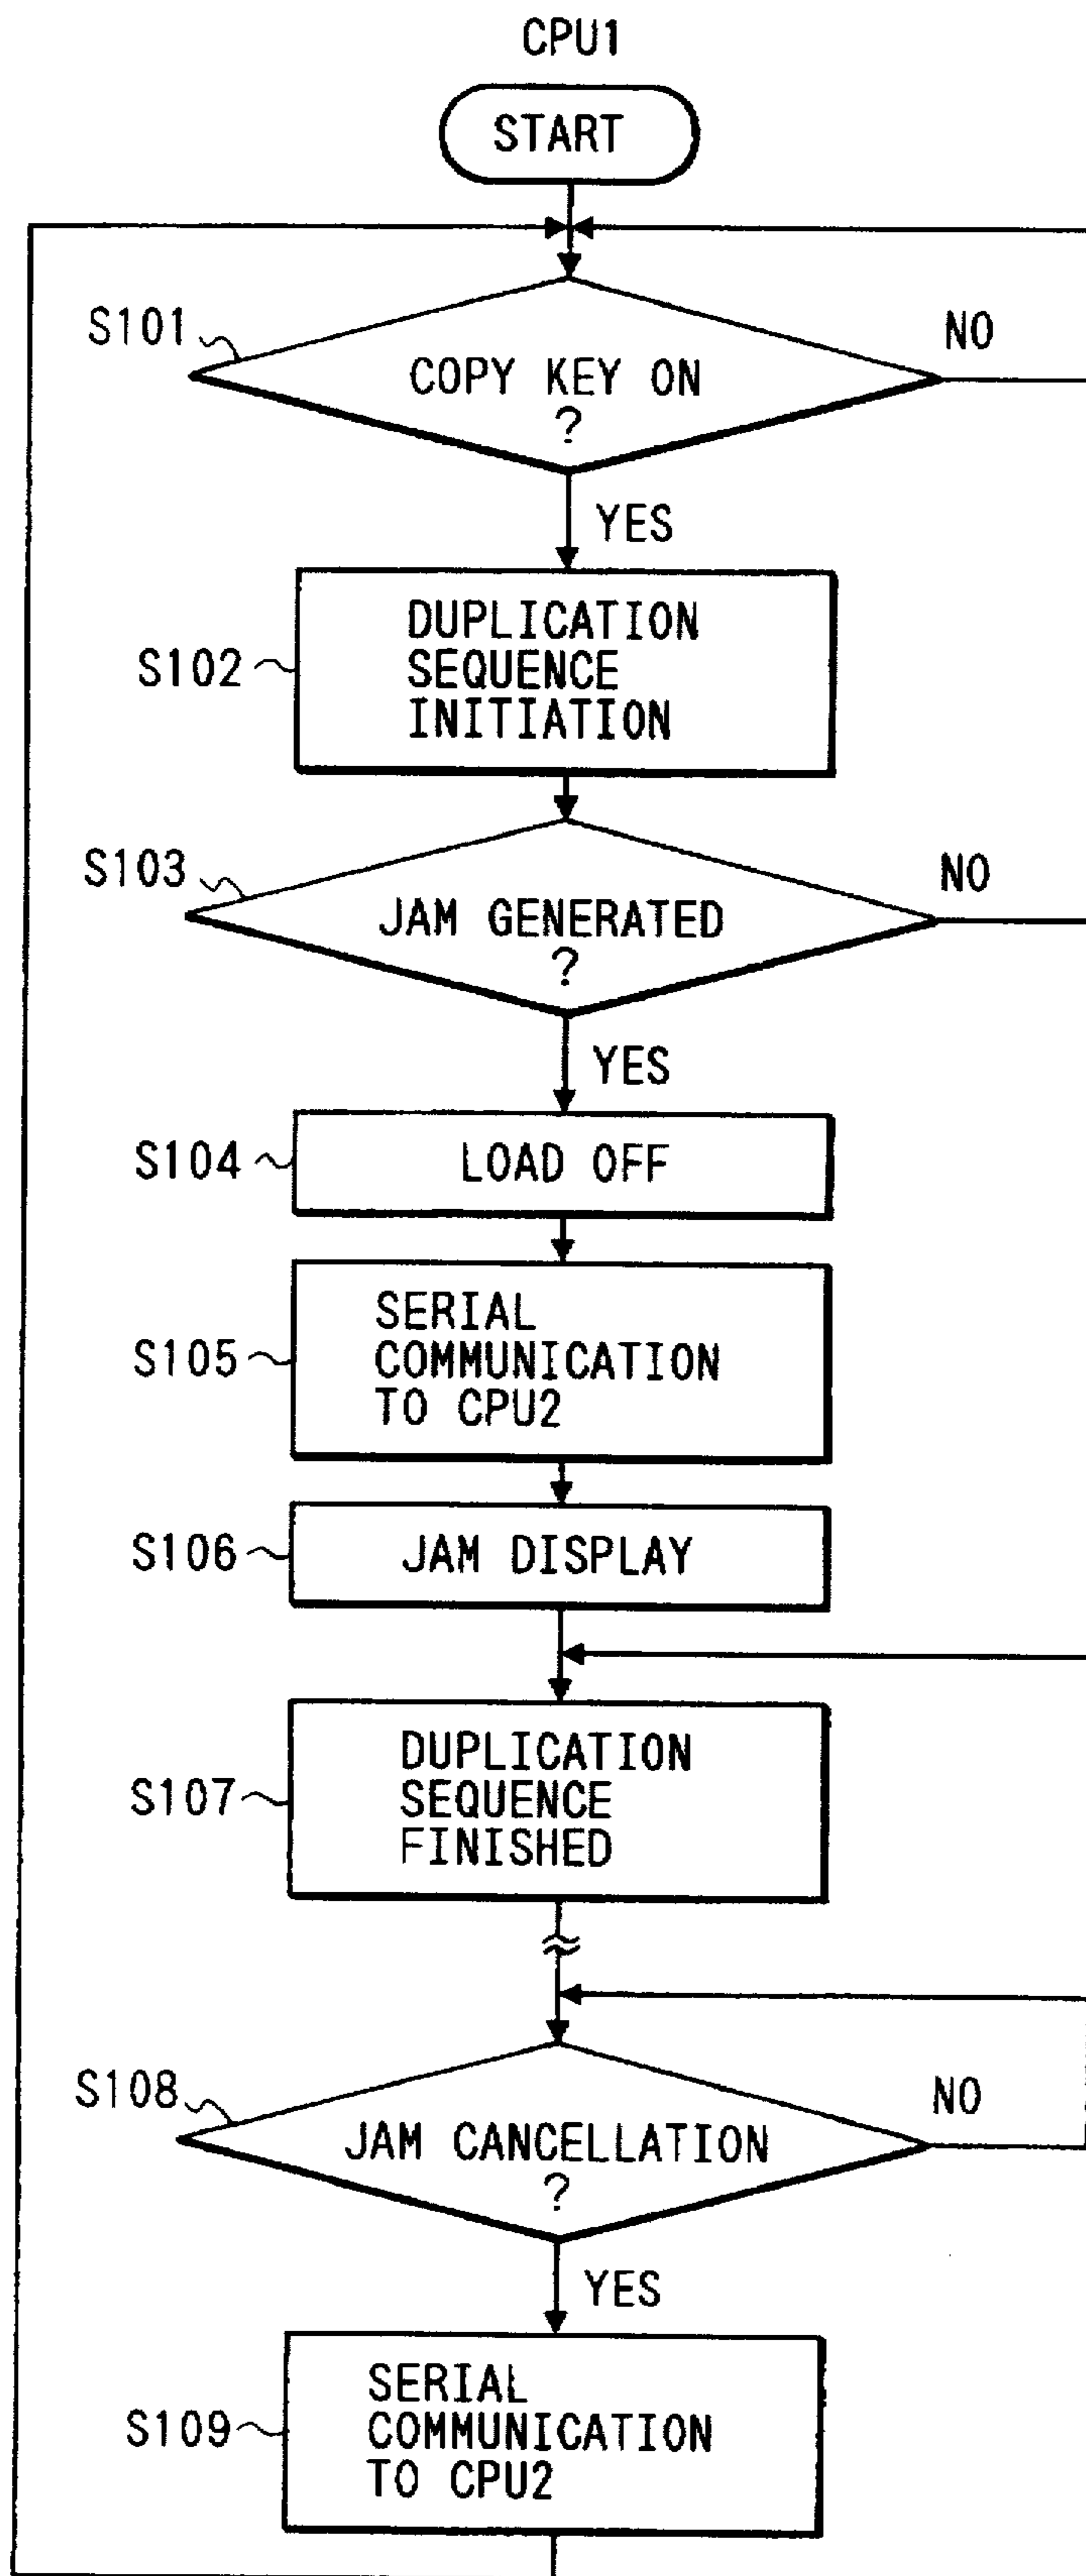 CPU1
START
S101
COPY KEY ON
?
NO
YES
S102
DUPLICATION
SEQUENCE
INITIATION
S103
JAM GENERATED
?
NO
YES
S104
LOAD OFF
S105
SERIAL
COMMUNICATION
TO CPU2
S106
JAM DISPLAY
S107
DUPLICATION
SEQUENCE
FINISHED
S108
JAM CANCELLATION
?
NO
YES
S109
SERIAL
COMMUNICATION
TO CPU2